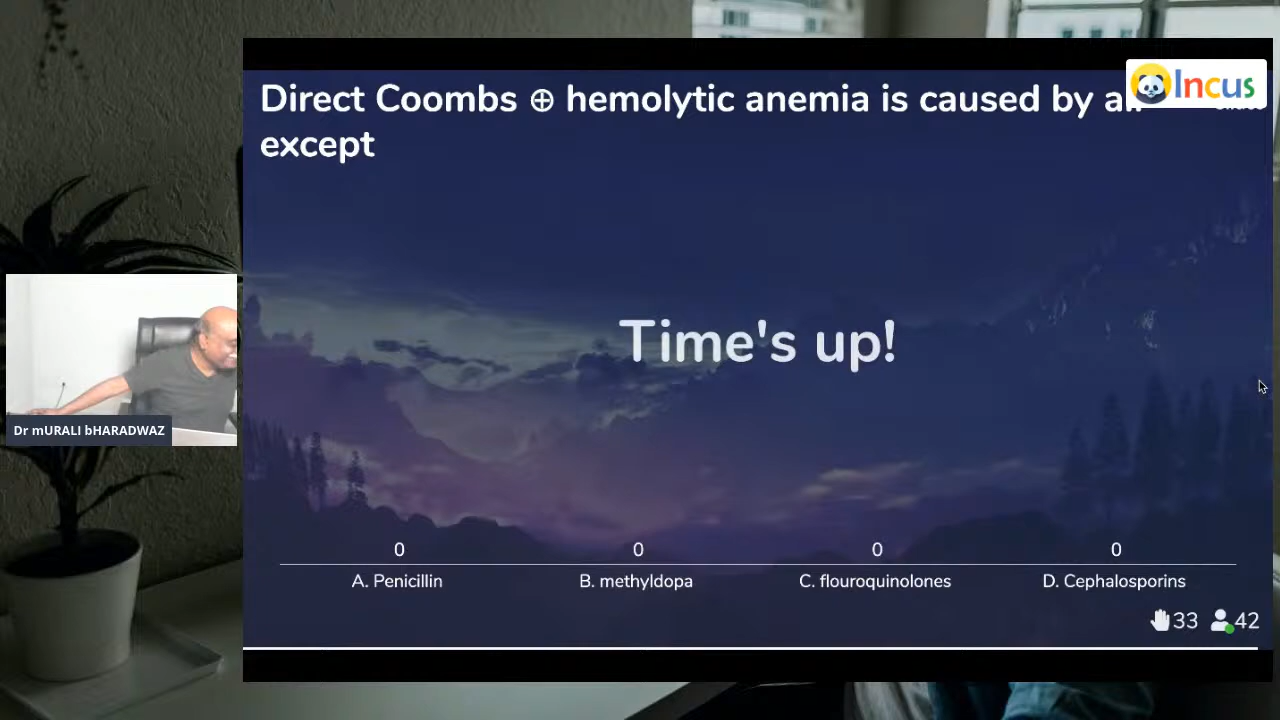 Incus
Direct Coombs ⊕ hemolytic anemia is caused by
except
Time's up!
0 0 0 0
A. Penicillin B. methyldopa C. flouroquinolones D. Cephalosporins
33 42
Dr mURALI bHARADWAZ